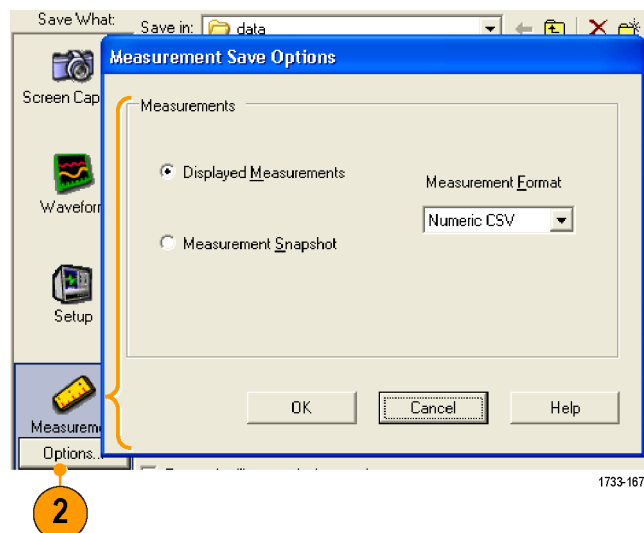 Save What:
Save in: data
Measurement Save Options
Screen Cap
Measurements
Displayed Measurements
Measurement Format
Waveform
Numeric CSV
Measurement Snapshot
Setup
OK
Cancel
Help
Measurem
Options...
1733-167
2